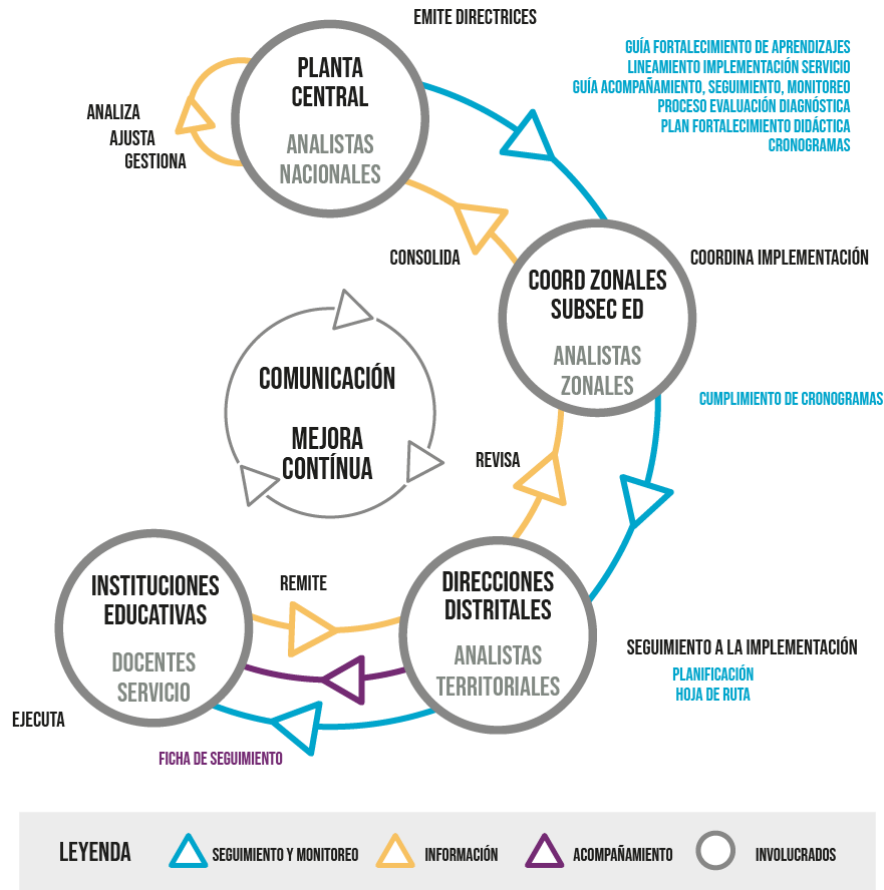 EMITE DIRECTRICES
GUÍA FORTALECIMIENTO DE APRENDIZAJES
LINEAMIENTO IMPLEMENTACIÓN SERVICIO
GUÍA ACOMPAÑAMIENTO, SEGUIMIENTO, MONITOREO
PROCESO EVALUACIÓN DIAGNÓSTICA
PLAN FORTALECIMIENTO DIDÁCTICA
CRONOGRAMAS
PLANTA
CENTRAL
ANALISTAS
NACIONALES
ANALIZA
AJUSTA
GESTIONA
CONSOLIDA
COORDINA IMPLEMENTACIÓN
COORD ZONALES
SUBSEC ED
ANALISTAS
ZONALES
COMUNICACIÓN
MEJORA
CONTÍNUA
CUMPLIMIENTO DE CRONOGRAMAS
REVISA
INSTITUCIONES
EDUCATIVAS
DOCENTES
SERVICIO
REMITE
DIRECCIONES
DISTRITALES
ANALISTAS
TERRITORIALES
SEGUIMIENTO A LA IMPLEMENTACIÓN
PLANIFICACIÓN
HOJA DE RUTA
EJECUTA
FICHA DE SEGUIMIENTO
LEYENDA
SEGUIMIENTO Y MONITOREO
INFORMACIÓN
ACOMPAÑAMIENTO
INVOLUCRADOS